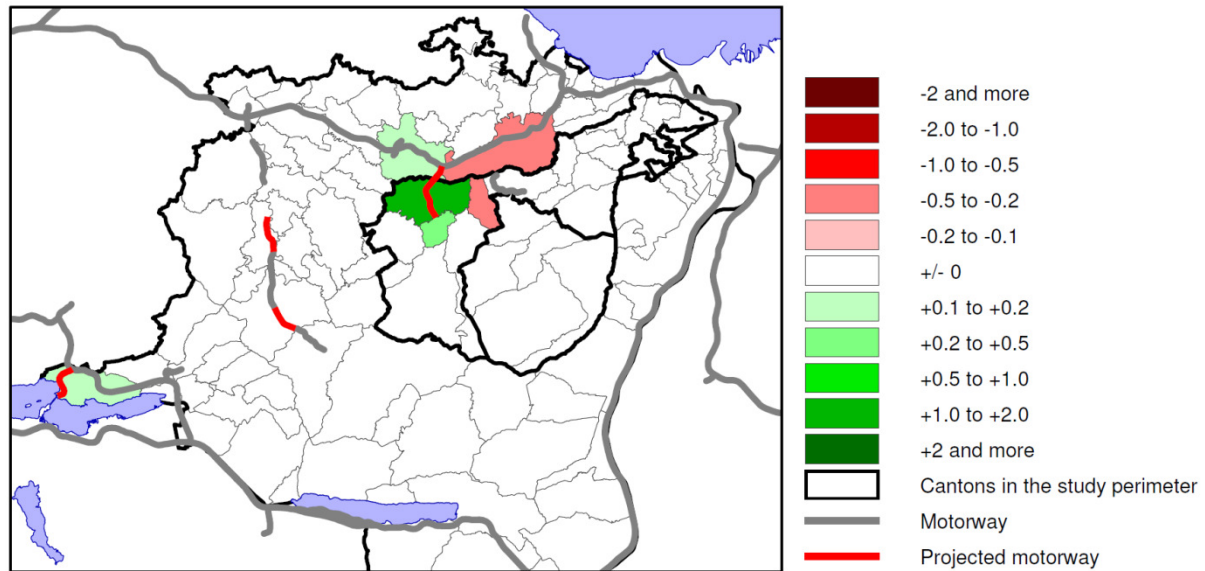 -2 and more
-2.0 to -1.0
-1.0 to -0.5
-0.5 to -0.2
-0.2 to -0.1
+/- 0
+0.1 to +0.2
+0.2 to +0.5
+0.5 to +1.0
+1.0 to +2.0
+2 and more
Cantons in the study perimeter
Motorway
Projected motorway